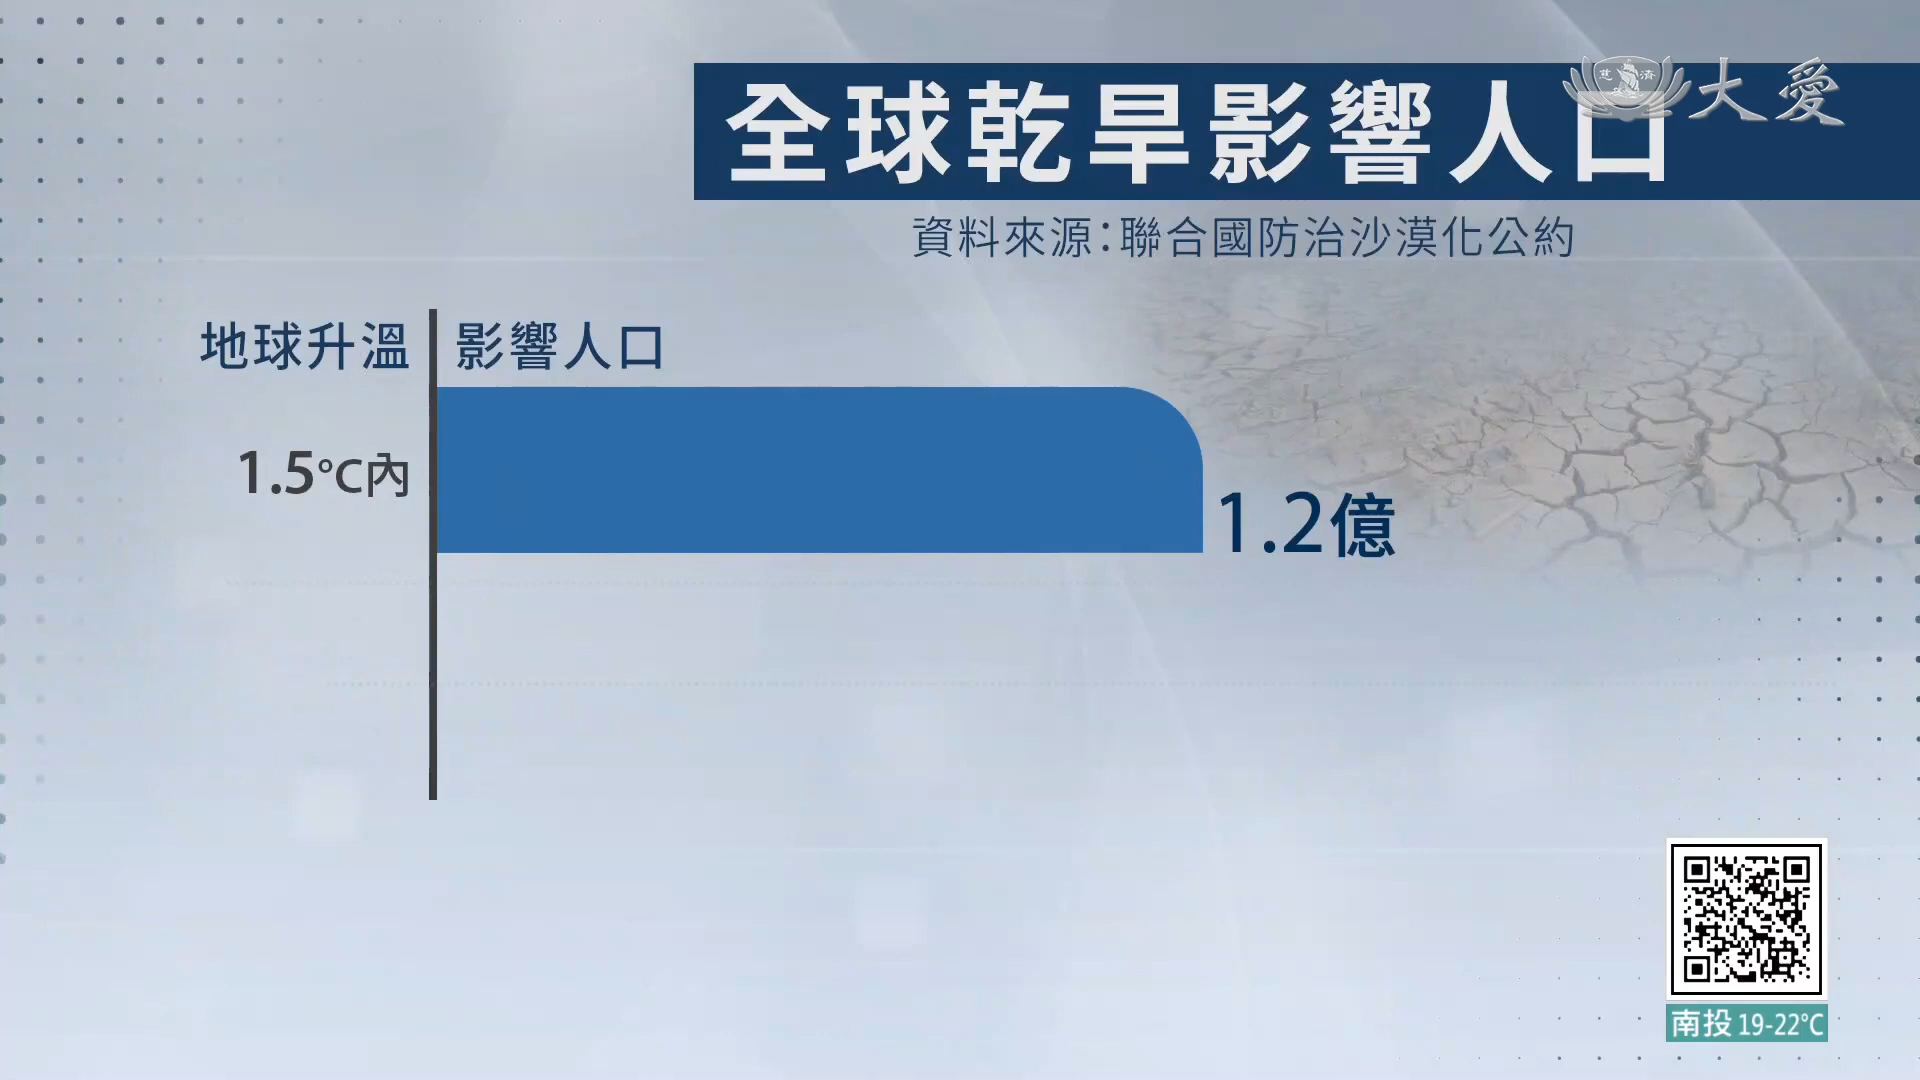 慈濟
大愛
全球乾旱影響人口
資料來源：聯合國防治沙漠化公約
地球升溫
影響人口
1.5°C內
1.2億
南投 19-22°C